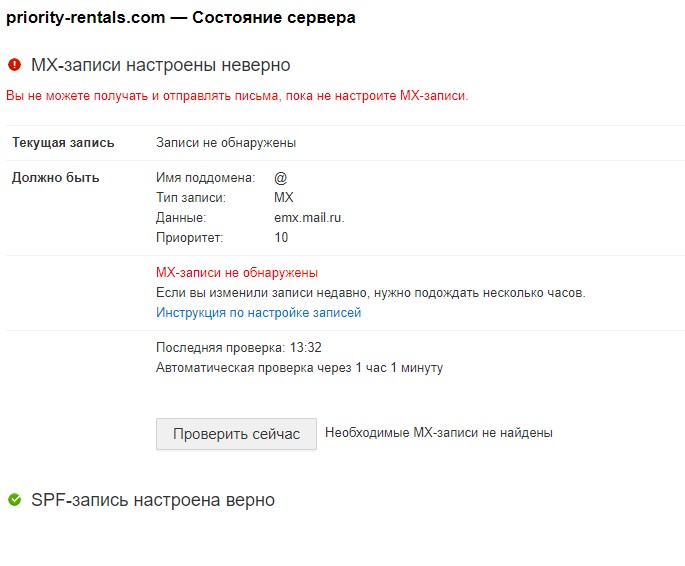 priority-rentals.com — Состояние сервера
MX-записи настроены неверно
Вы не можете получать и отправлять письма, пока не настроите MX-записи.
Текущая запись Записи не обнаружены
Должно быть Имя поддомена: @
Тип записи: MX
Данные: emx.mail.ru.
Приоритет: 10
MX-записи не обнаружены
Если вы изменили записи недавно, нужно подождать несколько часов.
Инструкция по настройке записей
Последняя проверка: 13:32
Автоматическая проверка через 1 час 1 минуту
Проверить сейчас Необходимые MX-записи не найдены
SPF-запись настроена верно